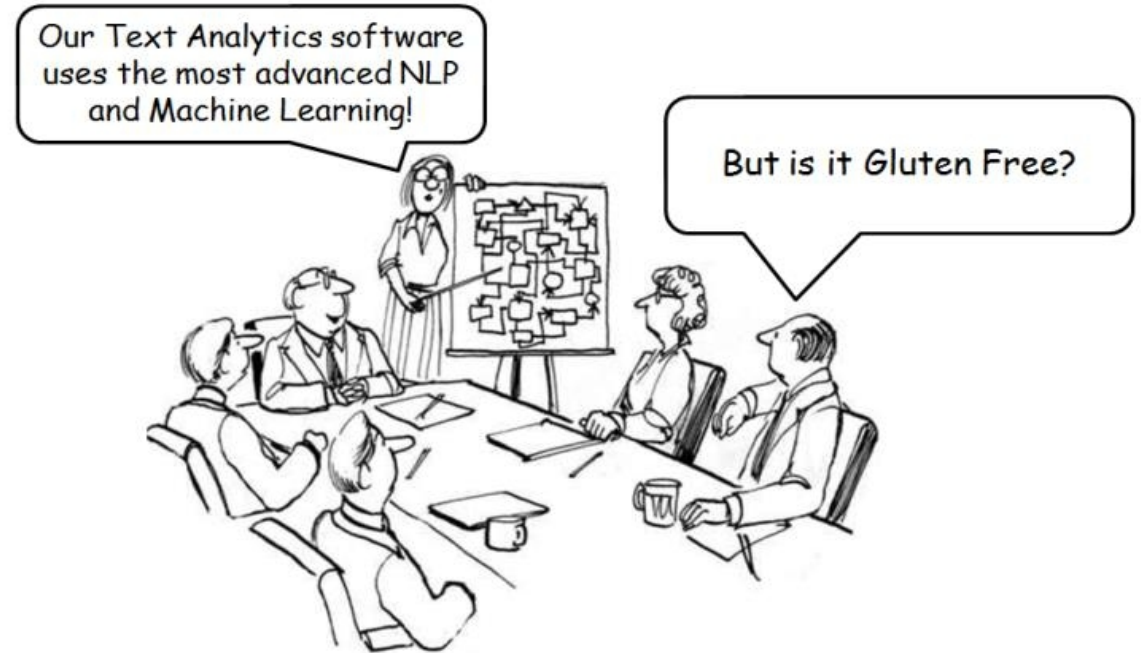 Our Text Analytics software
uses the most advanced NLP
and Machine Learning!
But is it Gluten Free?